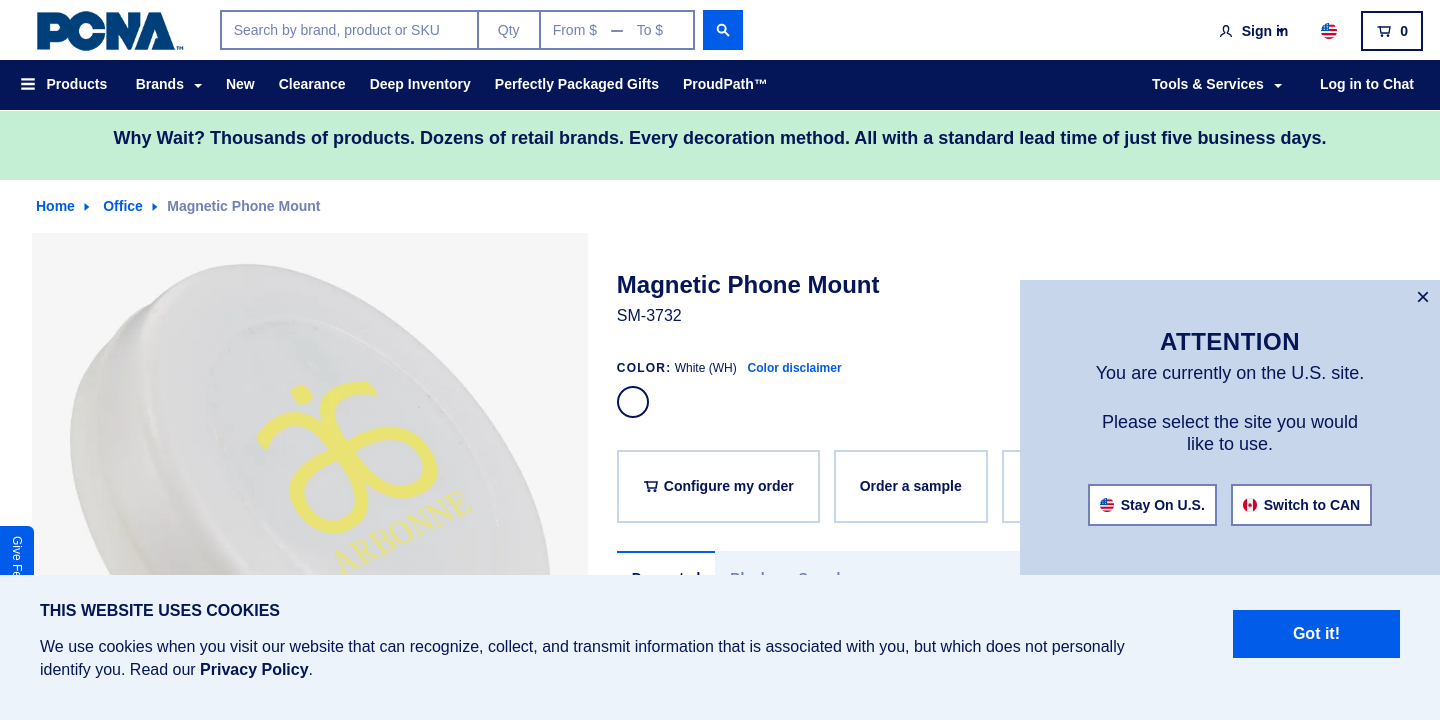 PCNA™
Search by brand, product or SKU
Qty
From $ — To $
Sign in
0
Products
Brands
New
Clearance
Deep Inventory
Perfectly Packaged Gifts
ProudPath™
Tools & Services
Log in to Chat
Why Wait? Thousands of products. Dozens of retail brands. Every decoration method. All with a standard lead time of just five business days.
Home
Office
Magnetic Phone Mount
ARBONNE
Magnetic Phone Mount
SM-3732
COLOR: White (WH) Color disclaimer
Configure my order
Order a sample
×
ATTENTION
You are currently on the U.S. site.
Please select the site you would
like to use.
Stay On U.S.
Switch to CAN
Give
THIS WEBSITE USES COOKIES
We use cookies when you visit our website that can recognize, collect, and transmit information that is associated with you, but which does not personally
identify you. Read our Privacy Policy.
Got it!